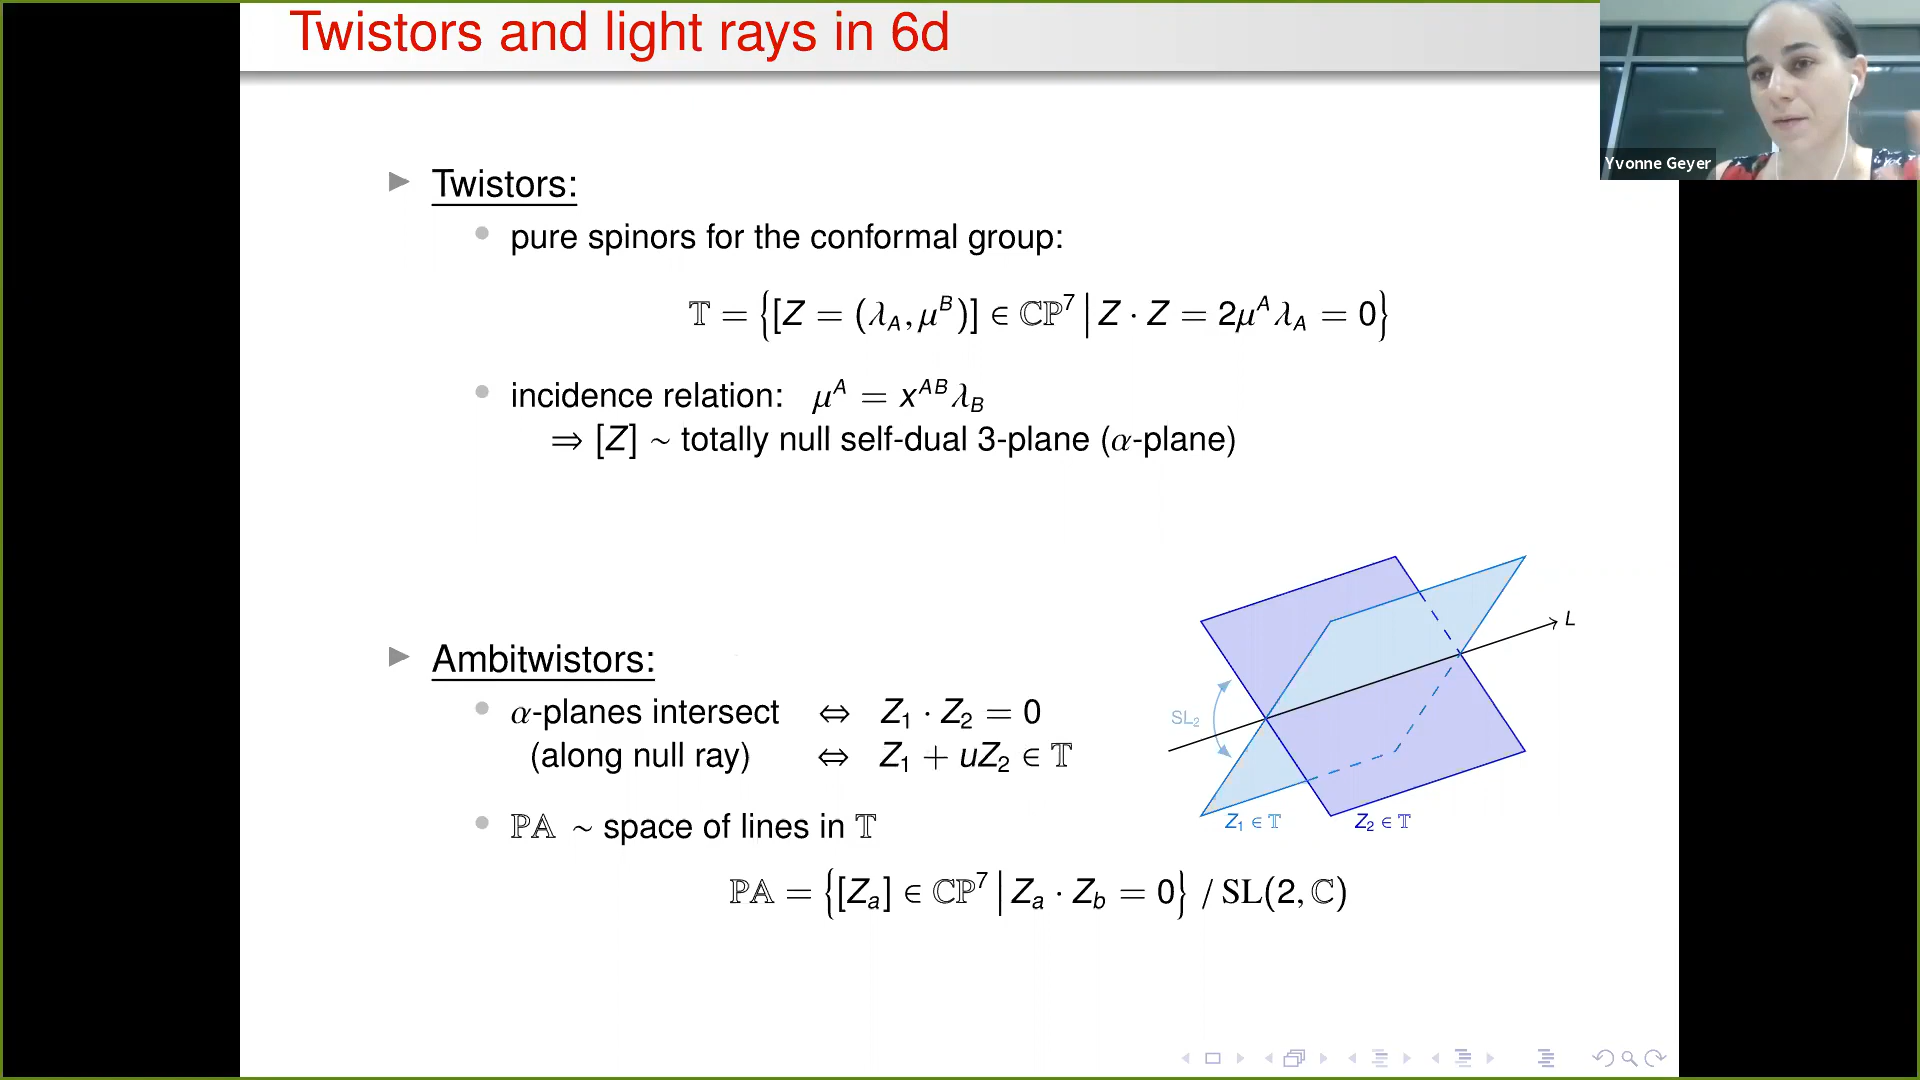 Twistors and light rays in 6d
Yvonne Geyer
Twistors:
pure spinors for the conformal group:
𝕋 = {[Z = (λ_A, μ^B)] ∈ ℂℙ^7 | Z · Z = 2μ^A λ_A = 0}
incidence relation: μ^A = x^{AB} λ_B
⇒ [Z] ~ totally null self-dual 3-plane (α-plane)
Ambitwistors:
α-planes intersect ⇔ Z_1 · Z_2 = 0
(along null ray) ⇔ Z_1 + uZ_2 ∈ 𝕋
ℙ𝔸 ~ space of lines in 𝕋
ℙ𝔸 = {[Z_a] ∈ ℂℙ^7 | Z_a · Z_b = 0} / SL(2, ℂ)
L
SL_2
Z_1 ∈ 𝕋
Z_2 ∈ 𝕋